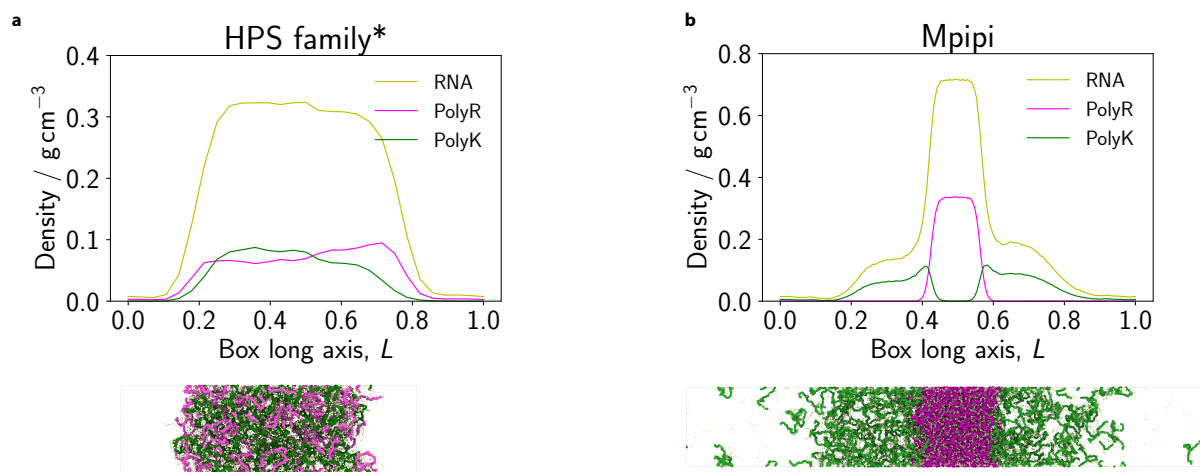 a
HPS family*
0.4
0.3
0.2
0.1
0.0
Density / g cm⁻³
RNA
PolyR
PolyK
0.0 0.2 0.4 0.6 0.8 1.0
Box long axis, L
b
Mpipi
0.8
0.6
0.4
0.2
0.0
Density / g cm⁻³
RNA
PolyR
PolyK
0.0 0.2 0.4 0.6 0.8 1.0
Box long axis, L